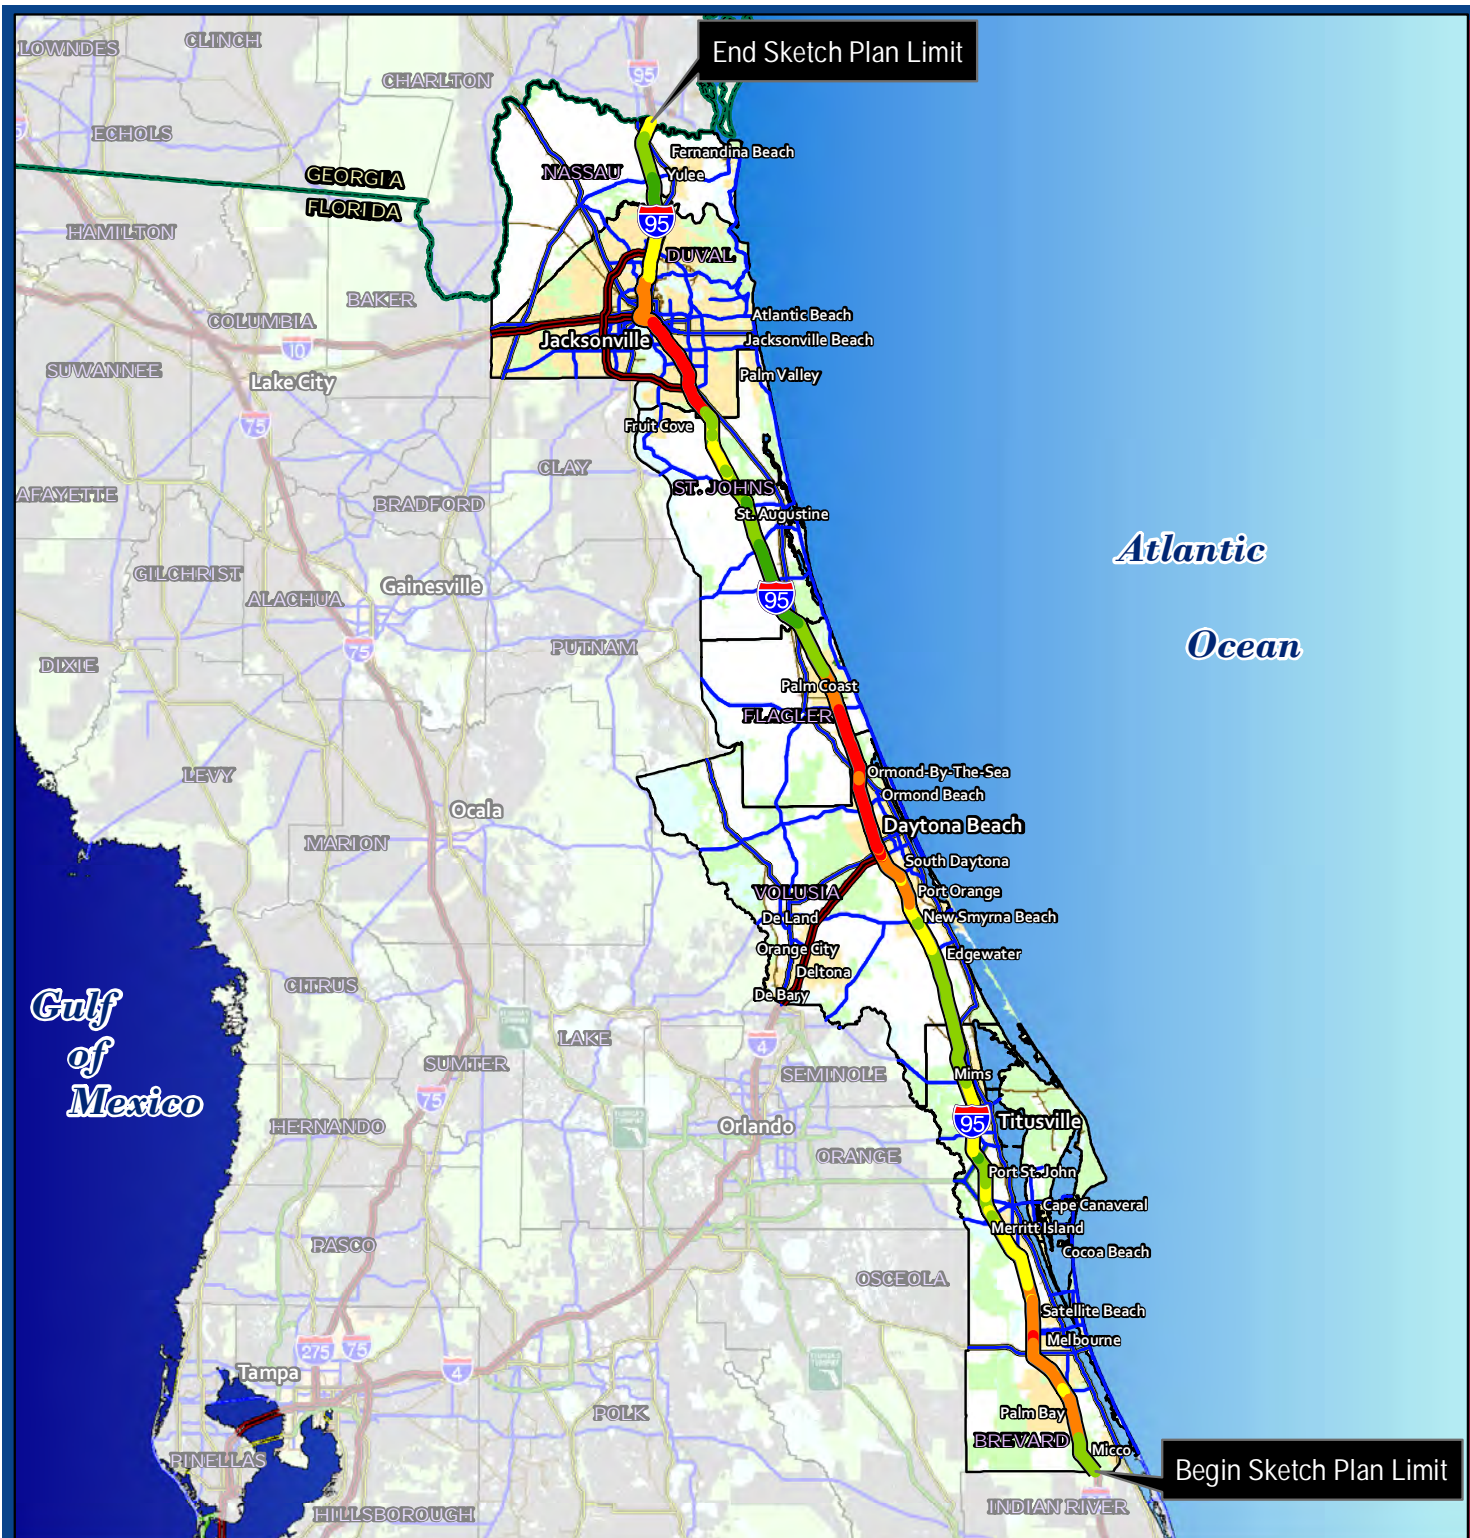 End Sketch Plan Limit
LOWNDES
CLINCH
95
CHARLTON
ECHOLS
Fernandina Beach
NASSAU
Yulee
GEORGIA
FLORIDA
95
HAMILTON
DUVAL
BAKER
COLUMBIA
Atlantic Beach
Jacksonville
Jacksonville Beach
10
SUWANNEE
Lake City
Palm Valley
75
Fruit Cove
CLAY
ST. JOHNS
AFAYETTE
BRADFORD
St. Augustine
Atlantic
Ocean
GILCHRIST
Gainesville
ALACHUA
95
75
PUTNAM
DIXIE
Palm Coast
FLAGLER
LEVY
Ormond-By-The-Sea
Ormond Beach
Ocala
Daytona Beach
MARION
South Daytona
VOLUSIA
Port Orange
De Land
New Smyrna Beach
Orange City
Edgewater
Deltona
CITRUS
De Bary
Gulf
of
Mexico
LAKE
4
SUMTER
SEMINOLE
Mims
75
HERNANDO
Orlando
95
Titusville
ORANGE
Port St. John
Cape Canaveral
Merritt Island
PASCO
Cocoa Beach
OSCEOLA
Satellite Beach
Melbourne
275
75
4
Tampa
POLK
Palm Bay
BREVARD
Micco
PINELLAS
Begin Sketch Plan Limit
INDIAN RIVER
HILLSBOROUGH